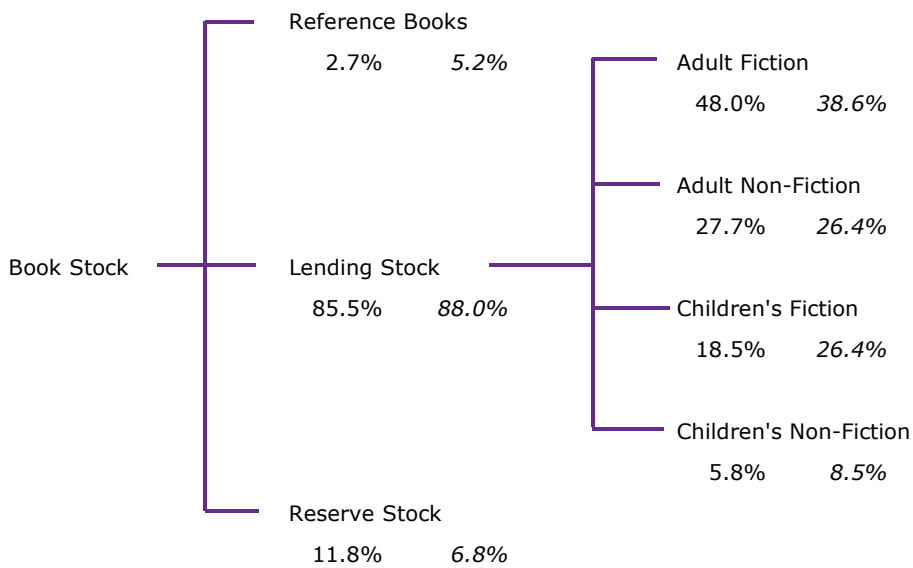 Reference Books
2.7% 5.2%
Adult Fiction
48.0% 38.6%
Adult Non-Fiction
27.7% 26.4%
Book Stock
Lending Stock
85.5% 88.0%
Children's Fiction
18.5% 26.4%
Children's Non-Fiction
5.8% 8.5%
Reserve Stock
11.8% 6.8%